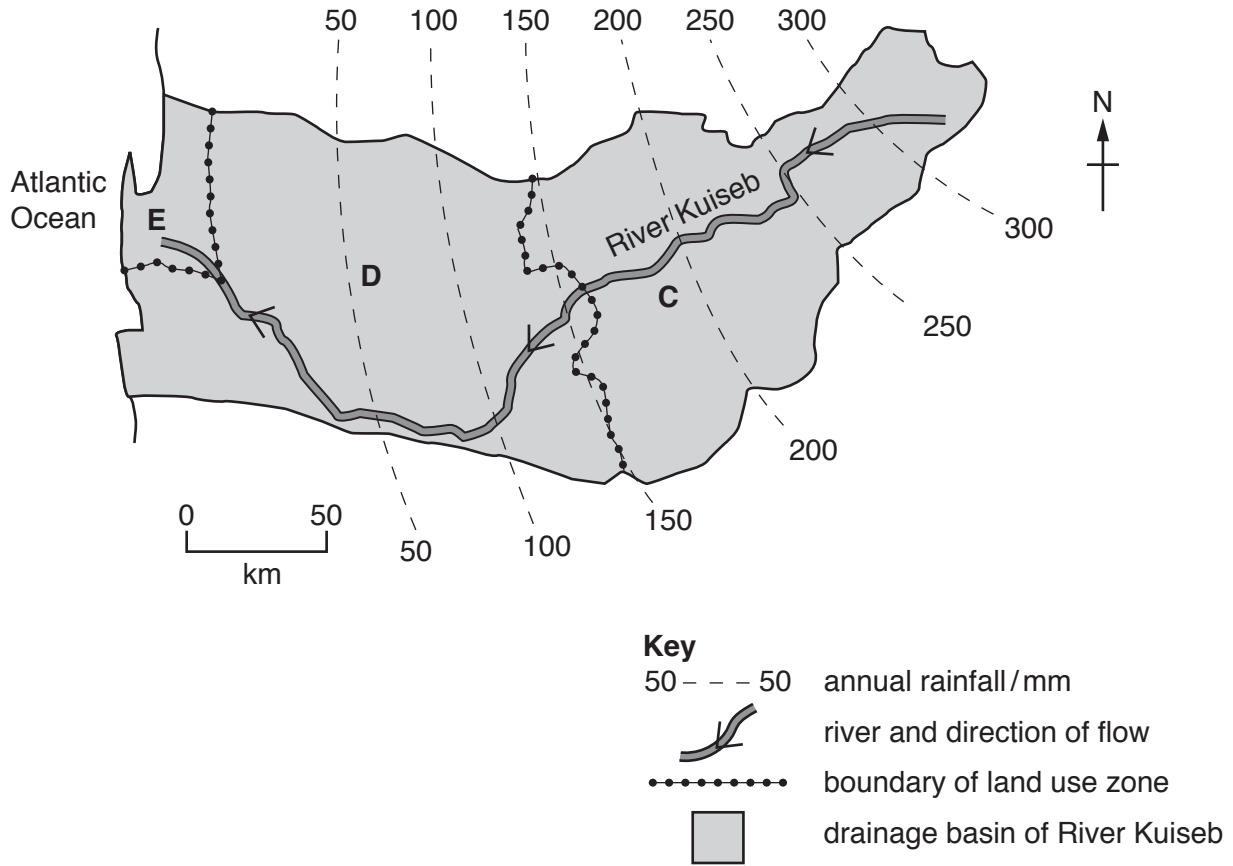 50 100 150 200 250 300
N
Atlantic
Ocean
E
River Kuiseb
D
C
300
250
200
150
100
50
0 50
km
Key
50 50 annual rainfall / mm
river and direction of flow
boundary of land use zone
drainage basin of River Kuiseb